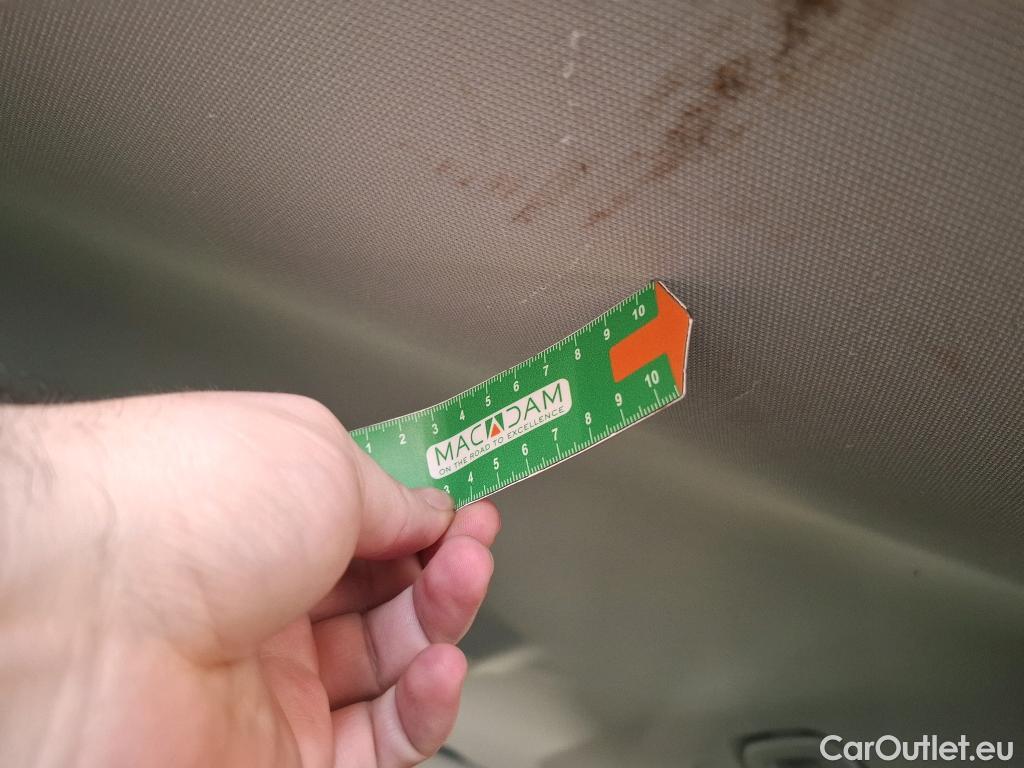 1 2 3 4 5 6 7 8 9 10
MACADAM
ON THE ROAD TO EXCELLENCE
3 4 5 6 7 8 9 10
CarOutlet.eu